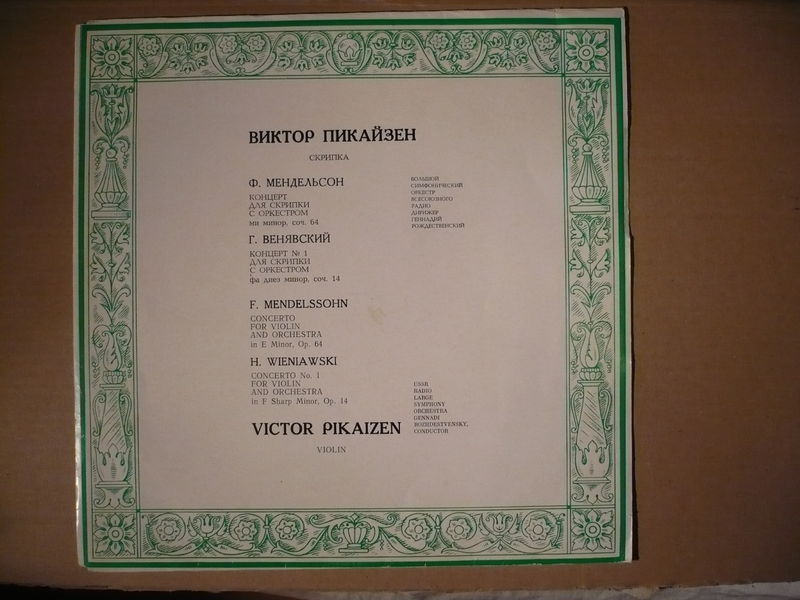 ВИКТОР ПИКАЙЗЕН
СКРИПКА
Ф. МЕНДЕЛЬСОН
КОНЦЕРТ
ДЛЯ СКРИПКИ
С ОРКЕСТРОМ
ми минор, соч. 64
Г. ВЕНЯВСКИЙ
КОНЦЕРТ № 1
ДЛЯ СКРИПКИ
С ОРКЕСТРОМ
фа диез минор, соч. 14
БОЛЬШОЙ
СИМФОНИЧЕСКИЙ
ОРКЕСТР
ВСЕСОЮЗНОГО
РАДИО
ДИРИЖЕР
ГЕННАДИЙ
РОЖДЕСТВЕНСКИЙ
F. MENDELSSOHN
CONCERTO
FOR VIOLIN
AND ORCHESTRA
in E Minor, Op. 64
H. WIENIAWSKI
CONCERTO No. 1
FOR VIOLIN
AND ORCHESTRA
in F Sharp Minor, Op. 14
USSR
RADIO
LARGE
SYMPHONY
ORCHESTRA
GENNADI
ROZHDESTVENSKY,
CONDUCTOR
VICTOR PIKAIZEN
VIOLIN